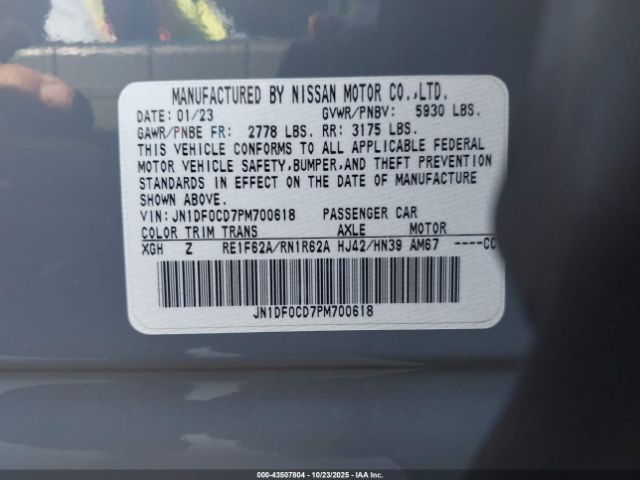 MANUFACTURED BY NISSAN MOTOR CO.,LTD.
DATE: 01/23 GVWR/PNBV: 5930 LBS.
GAWR/PNBE FR: 2778 LBS. RR: 3175 LBS.
THIS VEHICLE CONFORMS TO ALL APPLICABLE FEDERAL
MOTOR VEHICLE SAFETY,BUMPER,AND THEFT PREVENTION
STANDARDS IN EFFECT ON THE DATE OF MANUFACTURE
SHOWN ABOVE.
VIN:JN1DF0CD7PM700618 PASSENGER CAR
COLOR TRIM TRANS AXLE MOTOR
XGH Z RE1F62A/RN1R62A HJ42/HN39 AM67 ----CC
JN1DF0CD7PM700618
000-43507804 - 10/23/2025 - IAA Inc.